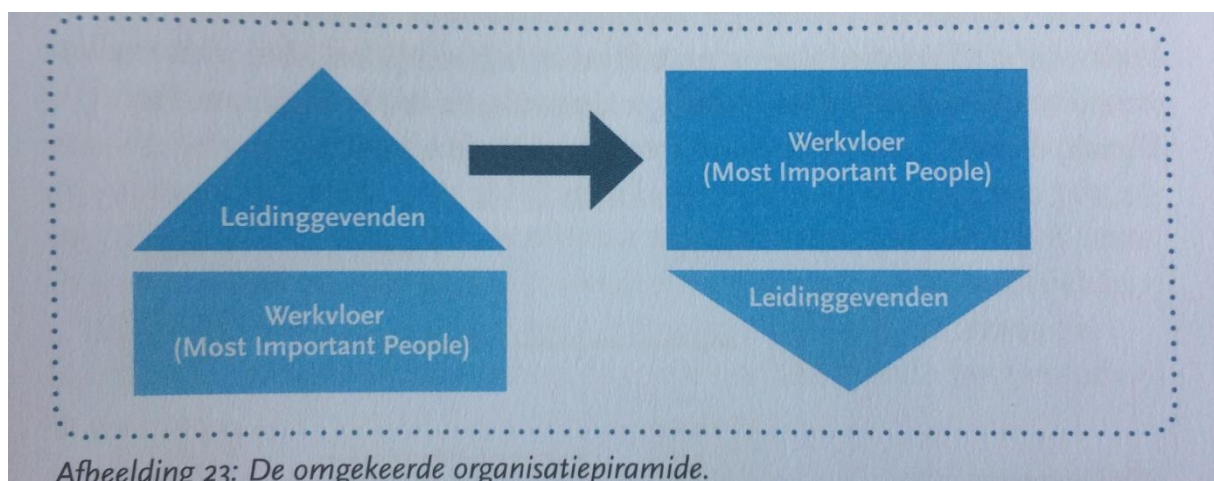 Leidinggevenden
Werkvloer
(Most Important People)
Werkvloer
(Most Important People)
Leidinggevenden
Afbeelding 23: De omgekeerde organisatiepiramide.